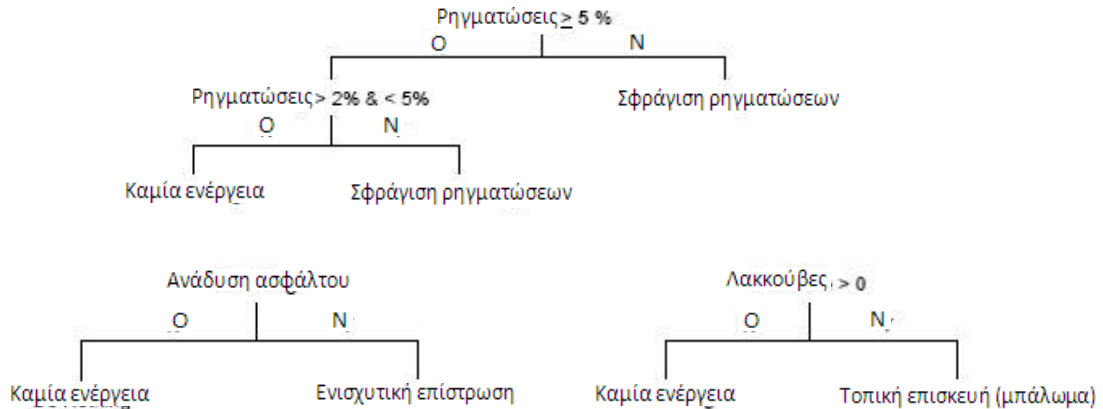 Ρηγματώσεις ≥ 5 %
Ο Ν
Ρηγματώσεις > 2% & < 5% Σφράγιση ρηγματώσεων
Ο Ν
Καμία ενέργεια Σφράγιση ρηγματώσεων
Ανάδυση ασφάλτου Λακκούβες > 0
Ο Ν Ο Ν
Καμία ενέργεια Ενισχυτική επίστρωση Καμία ενέργεια Τοπική επισκευή (μπάλωμα)